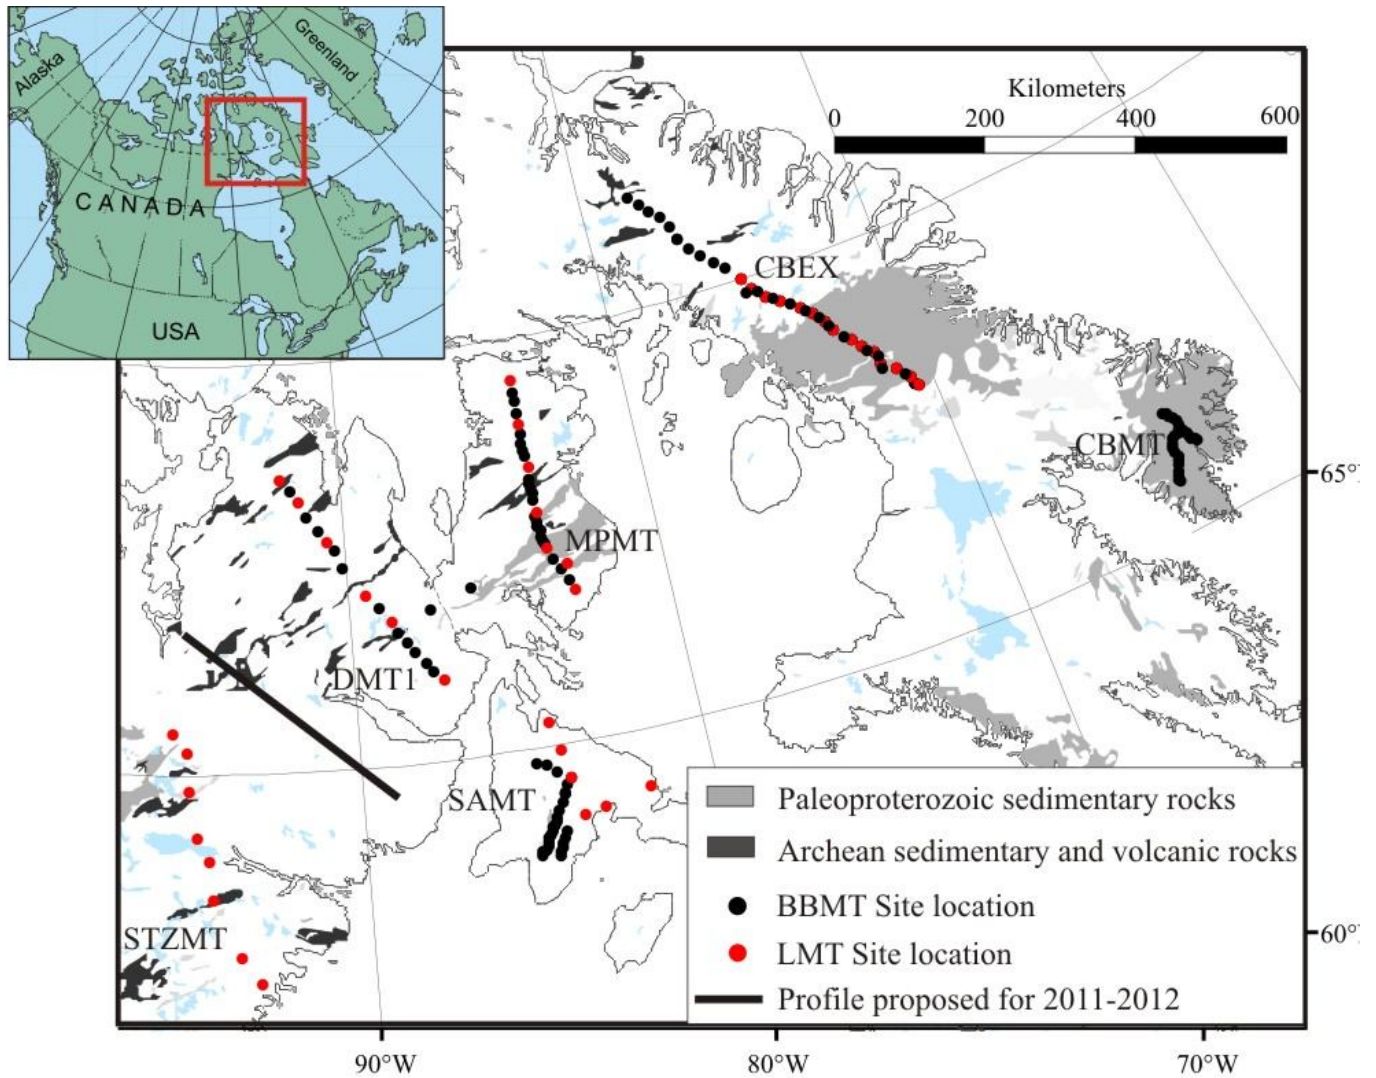 Greenland
Alaska
CANADA
USA
Kilometers
0 200 400 600
CBEX
CBMT
65°
MPMT
DMT1
SAMT
STZMT
Paleoproterozoic sedimentary rocks
Archean sedimentary and volcanic rocks
BBMT Site location
LMT Site location
Profile proposed for 2011-2012
60°
90°W 80°W 70°W